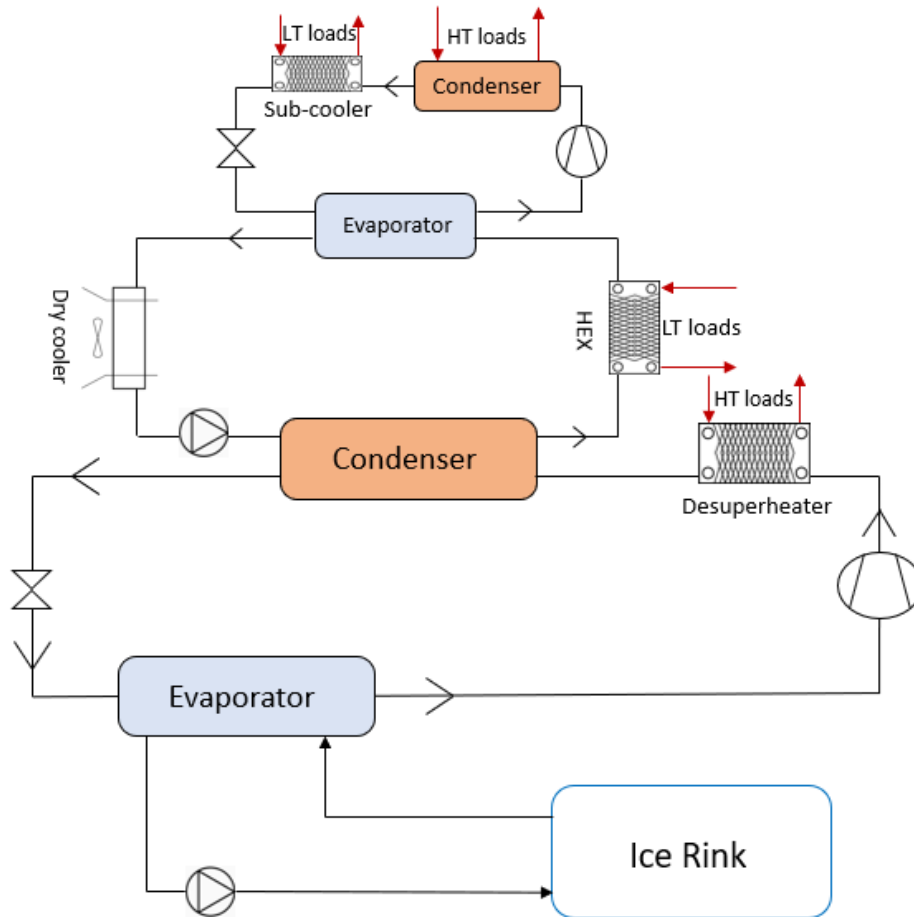 LT loads
HT loads
Condenser
Sub-cooler
Evaporator
Dry cooler
HEX
LT loads
HT loads
Condenser
Desuperheater
Evaporator
Ice Rink